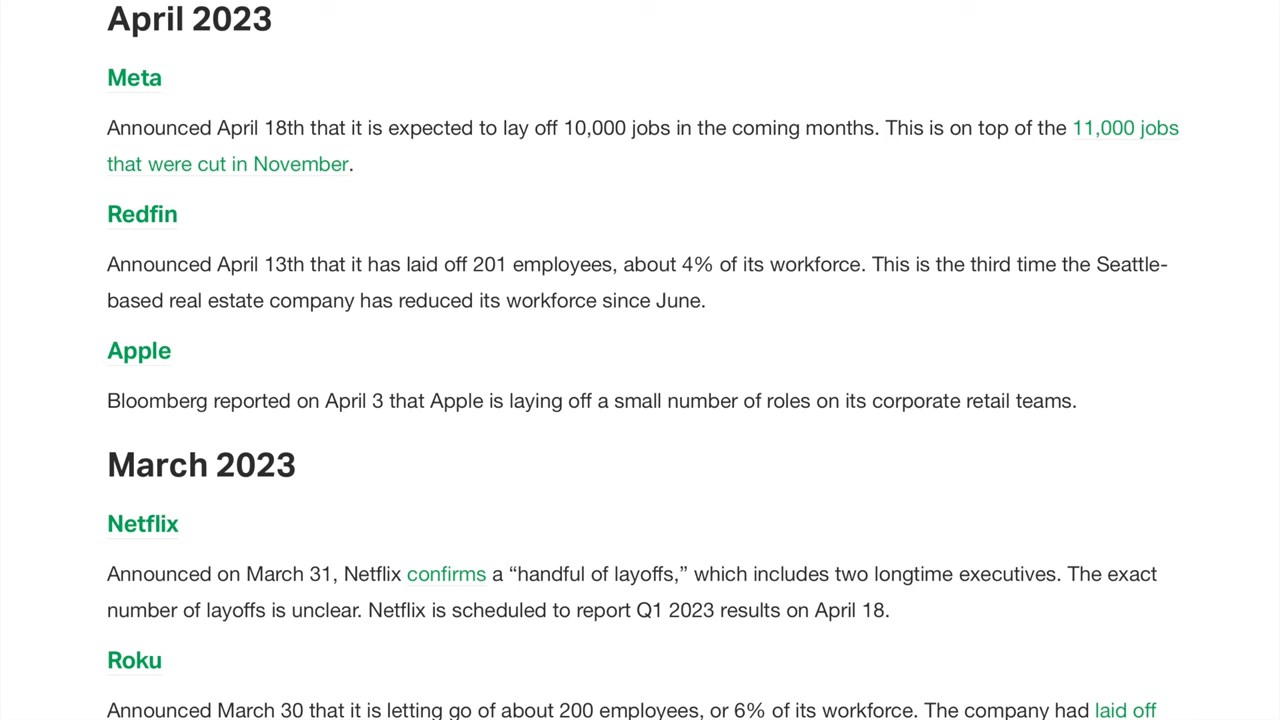 April 2023
Meta
Announced April 18th that it is expected to lay off 10,000 jobs in the coming months. This is on top of the 11,000 jobs
that were cut in November.
Redfin
Announced April 13th that it has laid off 201 employees, about 4% of its workforce. This is the third time the Seattle-
based real estate company has reduced its workforce since June.
Apple
Bloomberg reported on April 3 that Apple is laying off a small number of roles on its corporate retail teams.
March 2023
Netflix
Announced on March 31, Netflix confirms a “handful of layoffs,” which includes two longtime executives. The exact
number of layoffs is unclear. Netflix is scheduled to report Q1 2023 results on April 18.
Roku
Announced March 30 that it is letting go of about 200 employees, or 6% of its workforce. The company had laid off